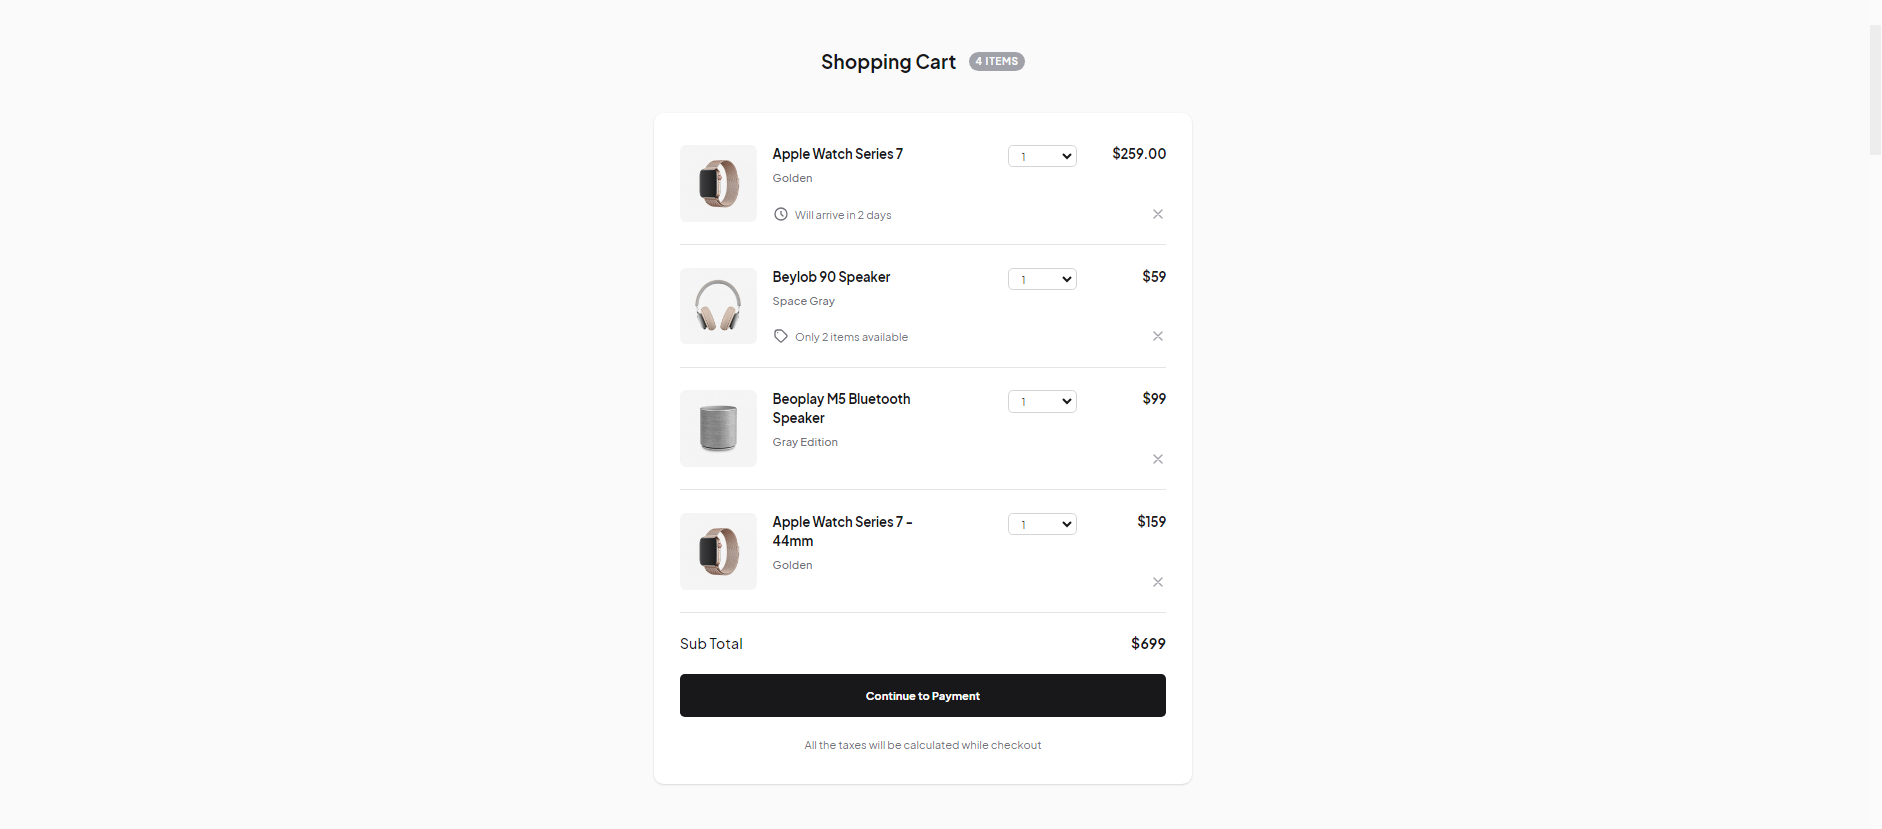 Shopping Cart 4 ITEMS
Apple Watch Series 7 1 $259.00
Golden
Will arrive in 2 days
Beylob 90 Speaker 1 $59
Space Gray
Only 2 items available
Beoplay M5 Bluetooth 1 $99
Speaker
Gray Edition
Apple Watch Series 7 - 1 $159
44mm
Golden
Sub Total $699
Continue to Payment
All the taxes will be calculated while checkout